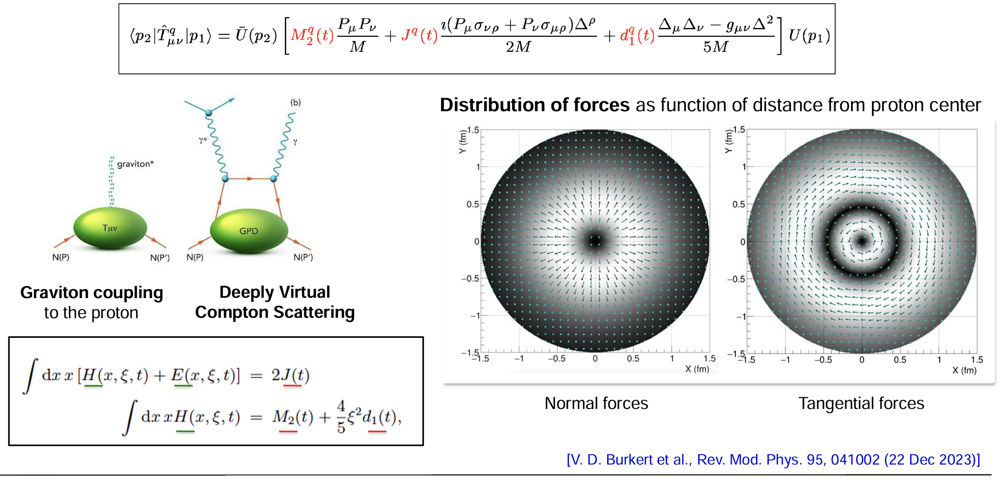 ⟨p₂|T̂^q_μν|p₁⟩ = Ū(p₂) [ M₂^q(t) P_μP_ν / M + J^q(t) ı(P_μσ_νρ + P_νσ_μρ)Δ^ρ / 2M + d₁^q(t) (Δ_μΔ_ν − g_μνΔ²) / 5M ] U(p₁)
(b)
γ*
γ
graviton*
Tμν
GPD
N(P)
N(P')
N(P)
N(P')
Graviton coupling
to the proton
Deeply Virtual
Compton Scattering
∫ dx x [H(x, ξ, t) + E(x, ξ, t)] = 2J(t)
∫ dx xH(x, ξ, t) = M₂(t) + 4/5 ξ²d₁(t),
Distribution of forces as function of distance from proton center
Y (fm)
1.5
1
0.5
0
−0.5
−1
−1.5
−1.5 −1 −0.5 0 0.5 1 1.5
X (fm)
Y (fm)
1.5
1
0.5
0
−0.5
−1
−1.5
−1.5 −1 −0.5 0 0.5 1 1.5
X (fm)
Normal forces
Tangential forces
[V. D. Burkert et al., Rev. Mod. Phys. 95, 041002 (22 Dec 2023)]